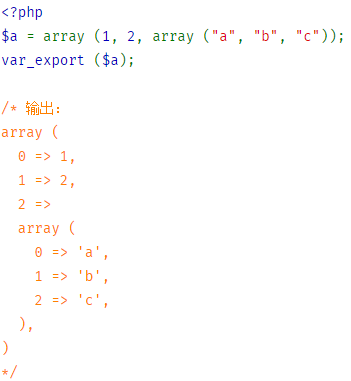 <?php
$a = array (1, 2, array ("a", "b", "c"));
var_export ($a);

/* 输出:
array (
  0 => 1,
  1 => 2,
  2 =>
  array (
    0 => 'a',
    1 => 'b',
    2 => 'c',
  ),
)
*/